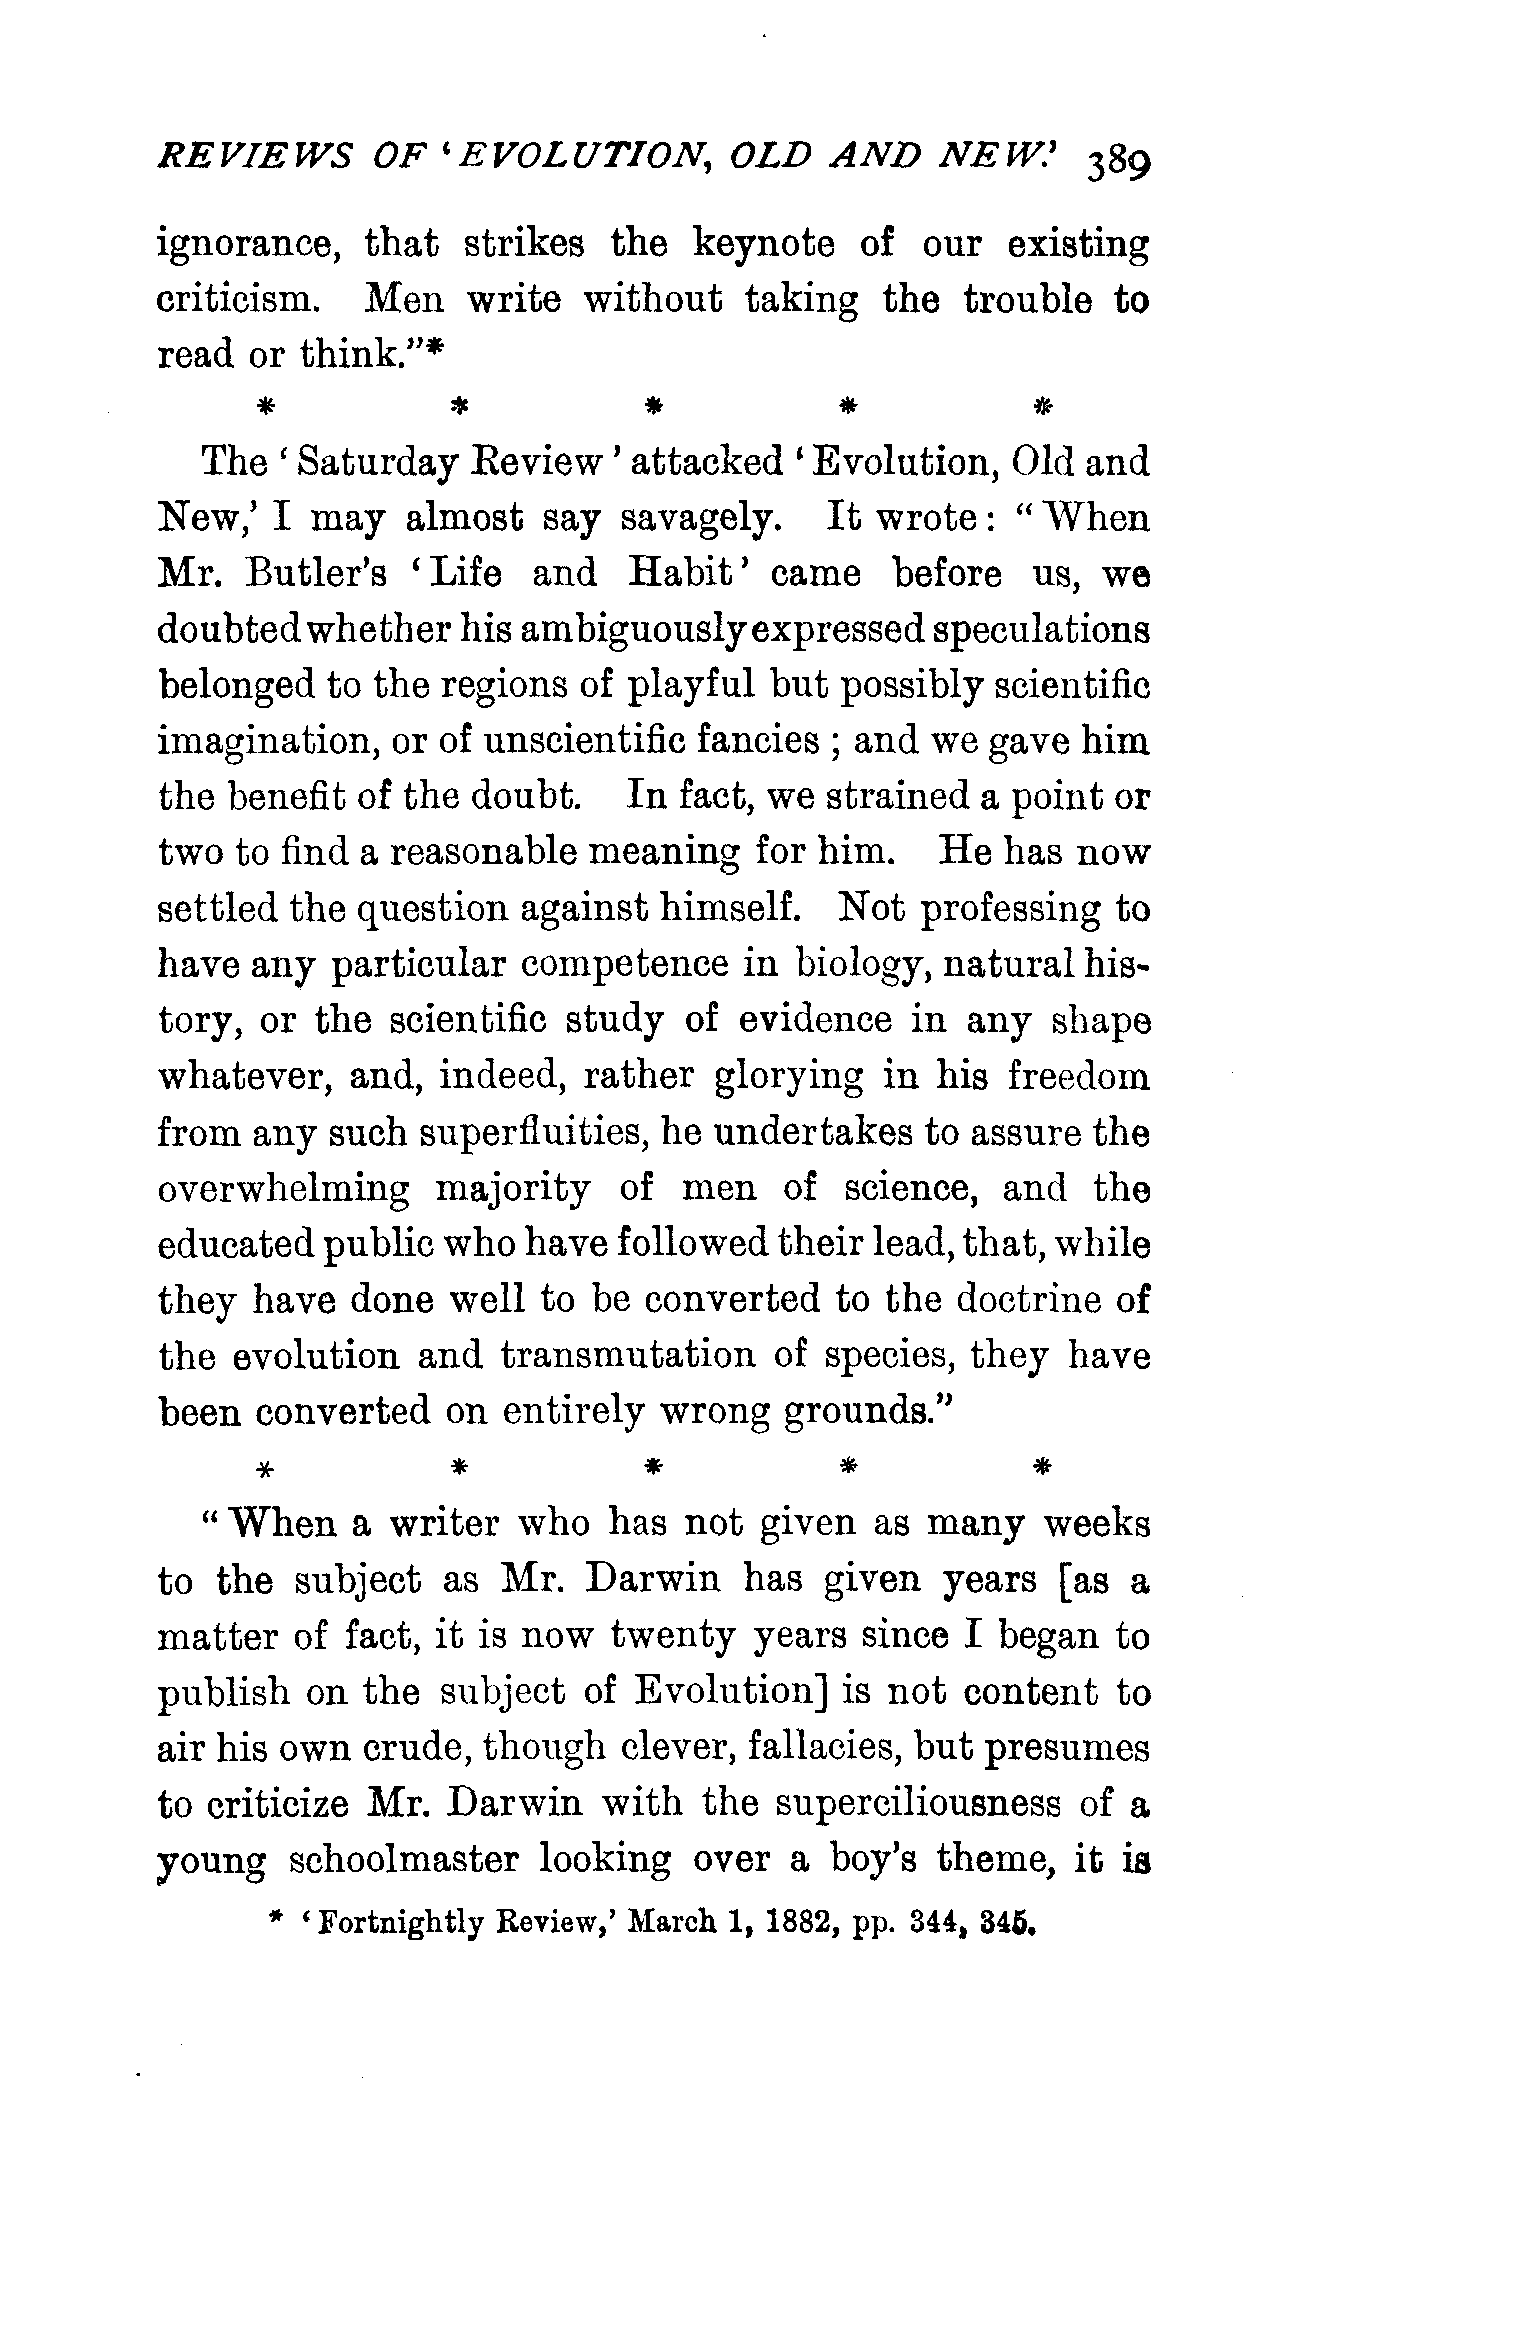 REVIEWS OF 'EVOLUTION, OLD AND NEW.' 389
ignorance, that strikes the keynote of our existing
criticism. Men write without taking the trouble to
read or think."*
* * * * *
The 'Saturday Review' attacked 'Evolution, Old and
New,' I may almost say savagely. It wrote: "When
Mr. Butler's 'Life and Habit' came before us, we
doubted whether his ambiguously expressed speculations
belonged to the regions of playful but possibly scientific
imagination, or of unscientific fancies; and we gave him
the benefit of the doubt. In fact, we strained a point or
two to find a reasonable meaning for him. He has now
settled the question against himself. Not professing to
have any particular competence in biology, natural his-
tory, or the scientific study of evidence in any shape
whatever, and, indeed, rather glorying in his freedom
from any such superfluities, he undertakes to assure the
overwhelming majority of men of science, and the
educated public who have followed their lead, that, while
they have done well to be converted to the doctrine of
the evolution and transmutation of species, they have
been converted on entirely wrong grounds."
* * * * *
"When a writer who has not given as many weeks
to the subject as Mr. Darwin has given years [as a
matter of fact, it is now twenty years since I began to
publish on the subject of Evolution] is not content to
air his own crude, though clever, fallacies, but presumes
to criticize Mr. Darwin with the superciliousness of a
young schoolmaster looking over a boy's theme, it is
* 'Fortnightly Review,' March 1, 1882, pp. 344, 345.